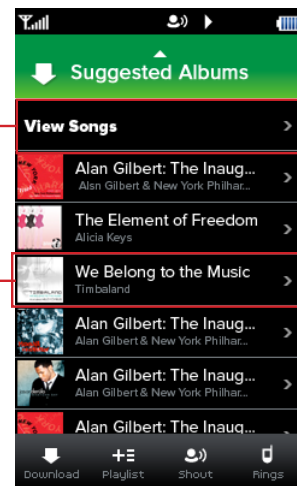 Suggested Albums
View Songs
Alan Gilbert: The Inaug...
Alsn Gilbert & New York Philhar...
The Element of Freedom
Alicia Keys
We Belong to the Music
Timbaland
Alan Gilbert: The Inaug...
Alan Gilbert & New York Philhar...
Alan Gilbert: The Inaug...
Alan Gilbert & New York Philhar...
Alan Gilbert: The Inaug...
Download Playlist Shout Rings